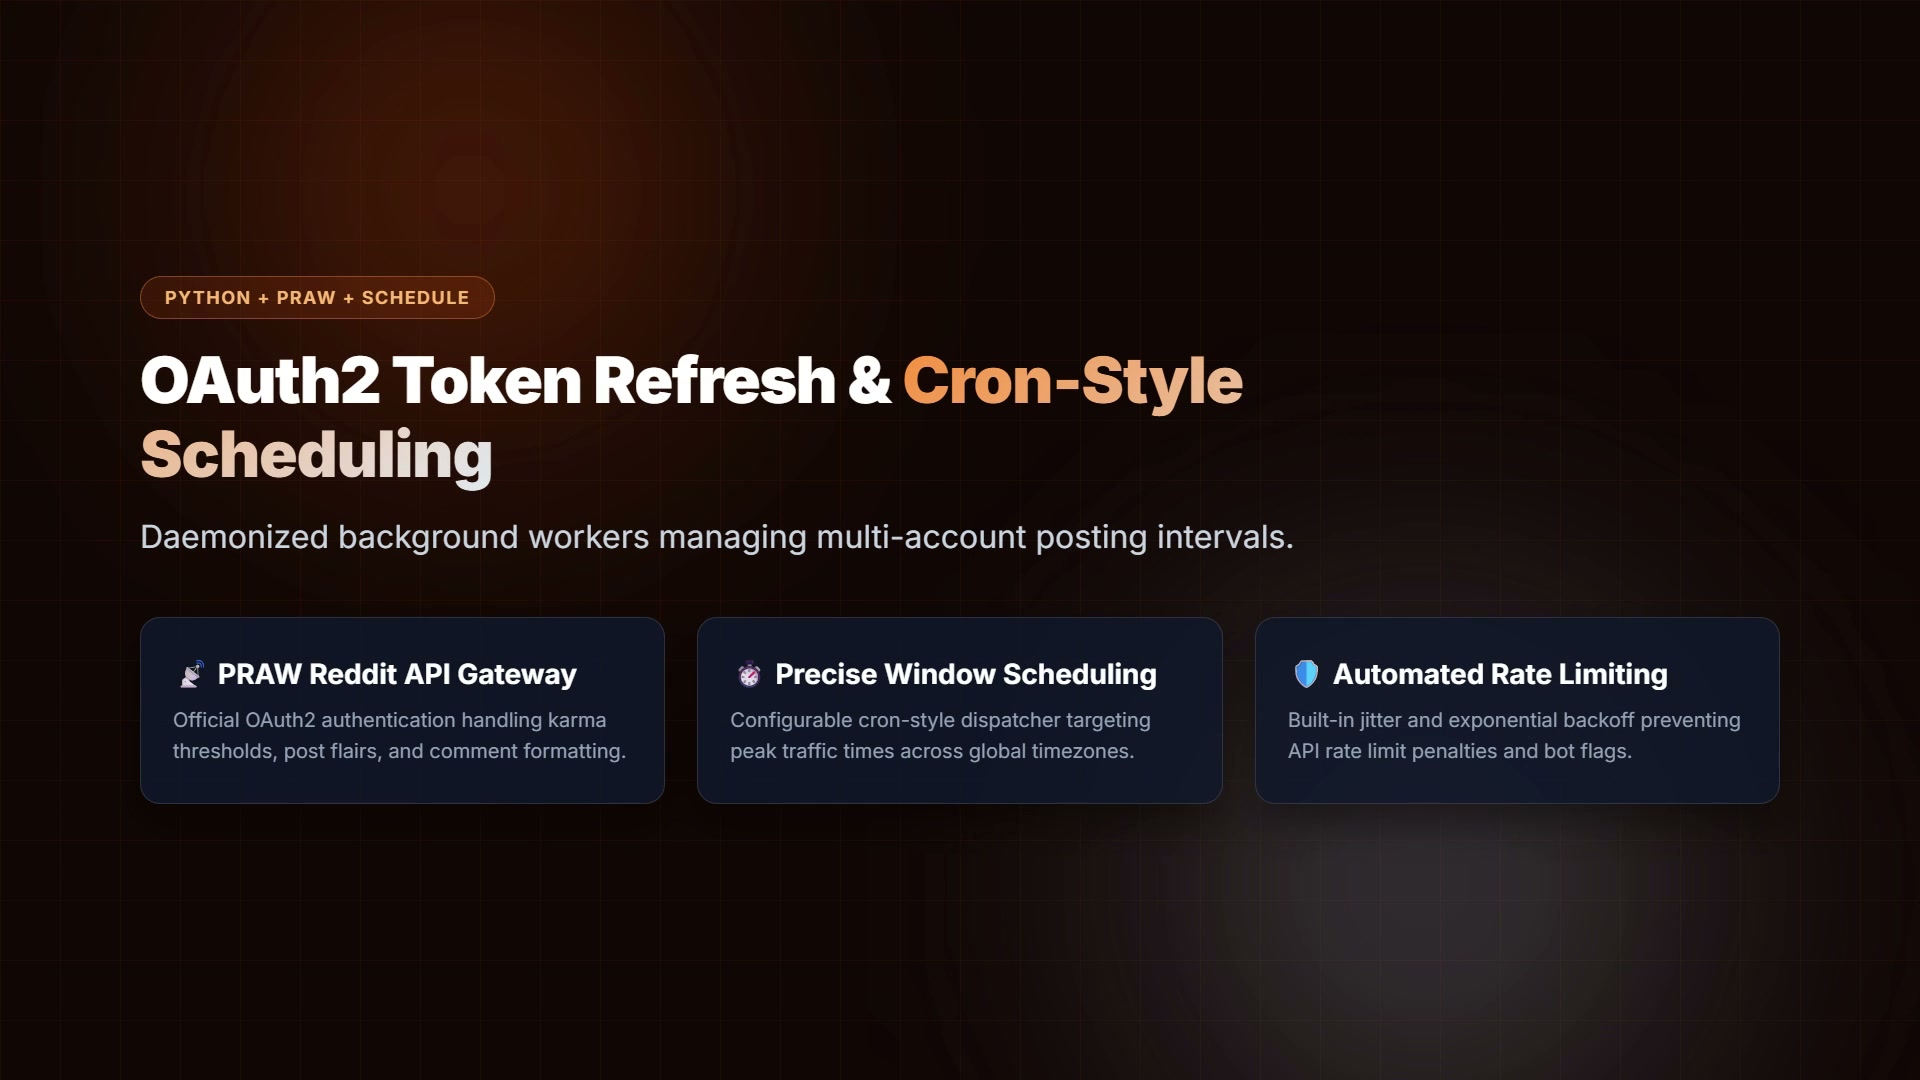 PYTHON + PRAW + SCHEDULE
OAuth2 Token Refresh & Cron-Style
Scheduling
Daemonized background workers managing multi-account posting intervals.
PRAW Reddit API Gateway
Official OAuth2 authentication handling karma
thresholds, post flairs, and comment formatting.
Precise Window Scheduling
Configurable cron-style dispatcher targeting
peak traffic times across global timezones.
Automated Rate Limiting
Built-in jitter and exponential backoff preventing
API rate limit penalties and bot flags.